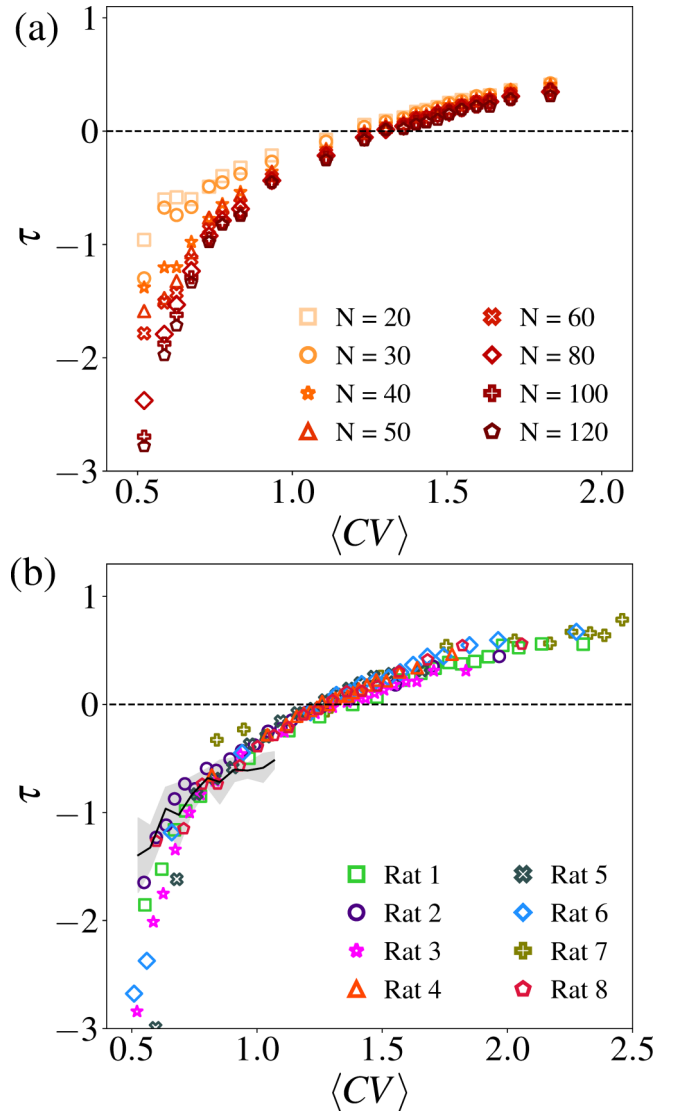 (a)
1
0
−1
−2
−3
τ
N = 20 N = 60
N = 30 N = 80
N = 40 N = 100
N = 50 N = 120
0.5 1.0 1.5 2.0
⟨CV⟩
(b)
1
0
−1
−2
−3
τ
Rat 1 Rat 5
Rat 2 Rat 6
Rat 3 Rat 7
Rat 4 Rat 8
0.5 1.0 1.5 2.0 2.5
⟨CV⟩